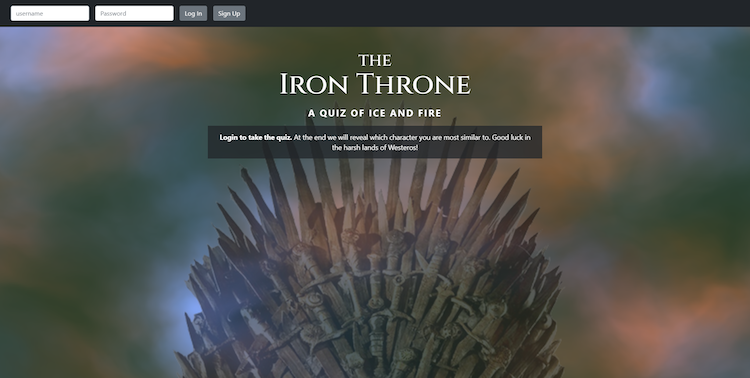 username Password Log In Sign Up
THE
IRON THRONE
A QUIZ OF ICE AND FIRE
Login to take the quiz. At the end we will reveal which character you are most similar to. Good luck in
the harsh lands of Westeros!